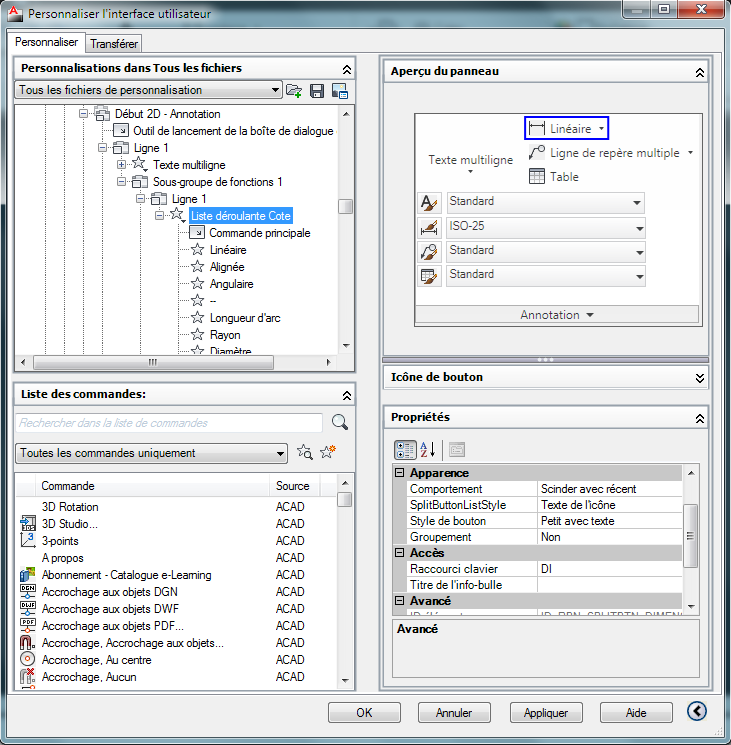 Personnaliser l'interface utilisateur
Personnaliser
Transférer
Personnalisations dans Tous les fichiers
Tous les fichiers de personnalisation
Début 2D - Annotation
Outil de lancement de la boîte de dialogue
Ligne 1
Texte multiligne
Sous-groupe de fonctions 1
Ligne 1
Liste déroulante Cote
Commande principale
Linéaire
Alignée
Angulaire
--
Longueur d'arc
Rayon
Diamètre
Liste des commandes:
Rechercher dans la liste de commandes
Toutes les commandes uniquement
Commande Source
3D Rotation ACAD
3D Studio... ACAD
3-points ACAD
A propos ACAD
Abonnement - Catalogue e-Learning ACAD
Accrochage aux objets DGN ACAD
Accrochage aux objets DWF ACAD
Accrochage aux objets PDF... ACAD
Accrochage, Accrochage aux objets... ACAD
Accrochage, Au centre ACAD
Accrochage, Aucun ACAD
Aperçu du panneau
Linéaire
Texte multiligne
Ligne de repère multiple
Table
Standard
ISO-25
Standard
Standard
Annotation
Icône de bouton
Propriétés
Apparence
Comportement Scinder avec récent
SplitButtonListStyle Texte de l'icône
Style de bouton Petit avec texte
Groupement Non
Accès
Raccourci clavier DI
Titre de l'info-bulle
Avancé
Avancé
OK
Annuler
Appliquer
Aide